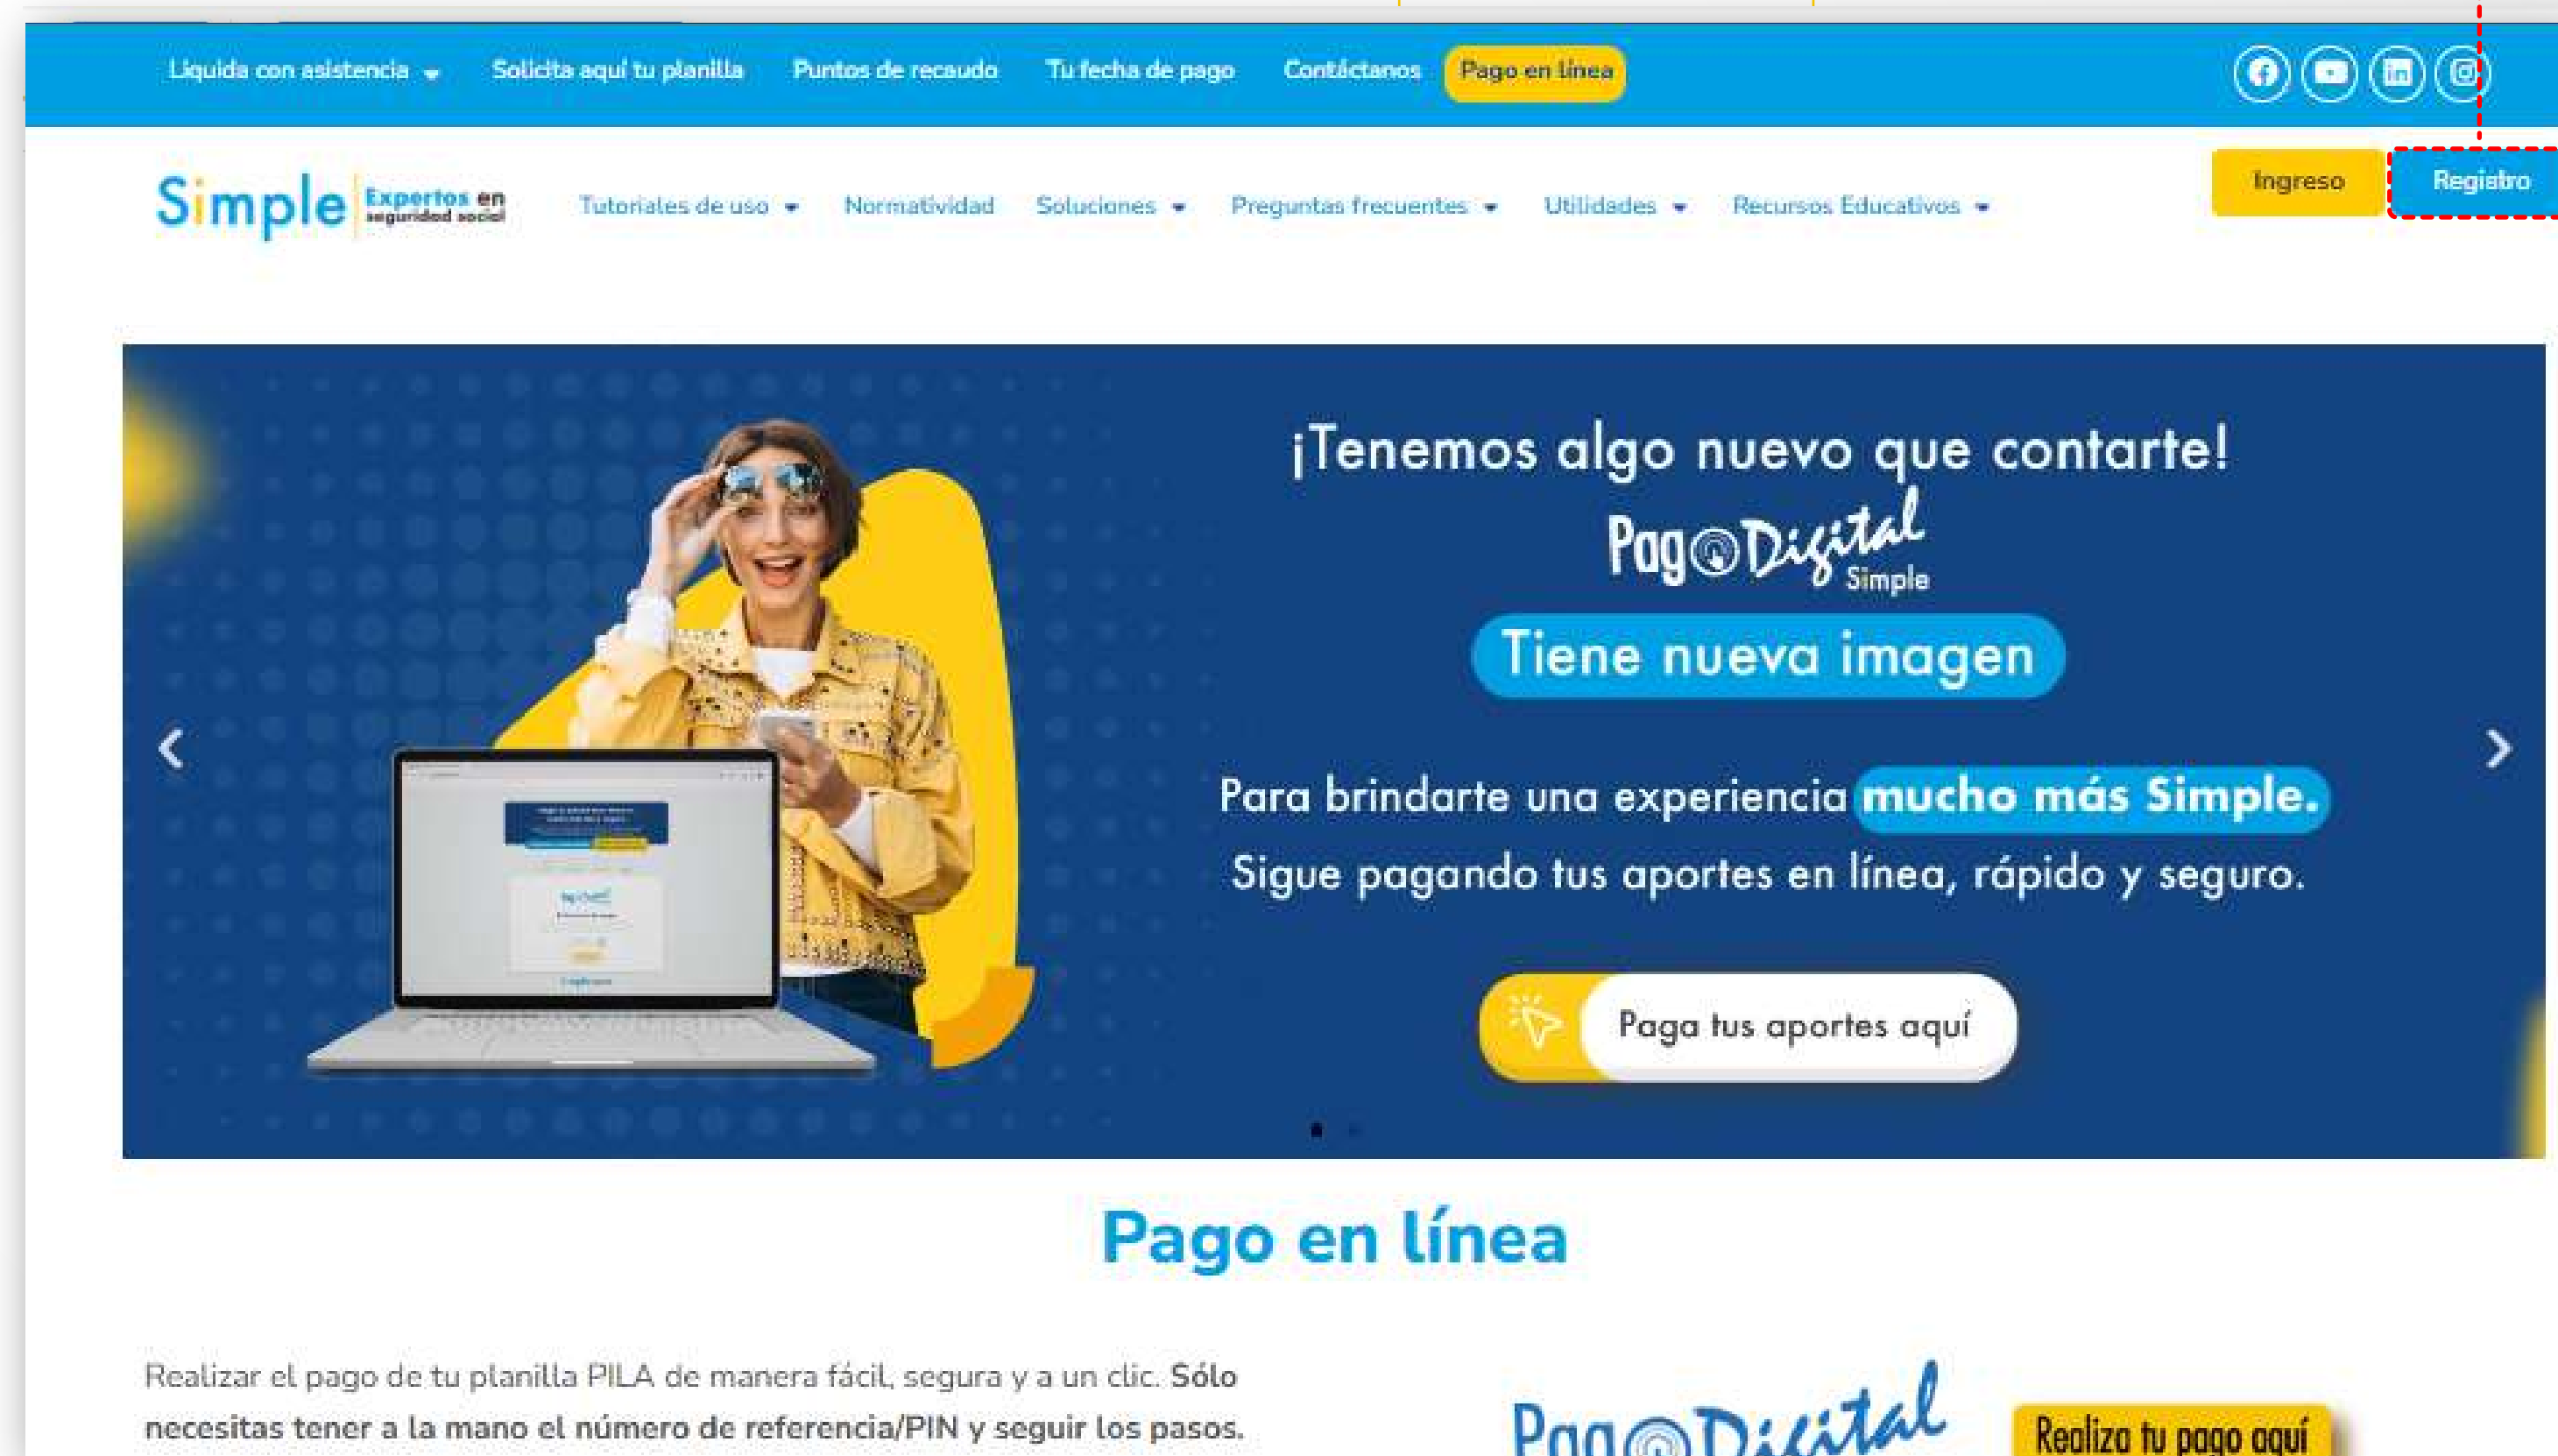 Liquida con asistencia Solicita aquí tu planilla Puntos de recaudo Tu fecha de pago Contáctanos Pago en línea
Simple Expertos en seguridad social
Tutoriales de uso Normatividad Soluciones Preguntas frecuentes Utilidades Recursos Educativos
Ingreso Registro
¡Tenemos algo nuevo que contarte!
Pago Digital
Simple
Tiene nueva imagen
Para brindarte una experiencia mucho más Simple.
Sigue pagando tus aportes en línea, rápido y seguro.
Paga tus aportes aquí
Pago en línea
Realizar el pago de tu planilla PILA de manera fácil, segura y a un clic. Sólo
necesitas tener a la mano el número de referencia/PIN y seguir los pasos.
Pago Digital
Realiza tu pago aquí